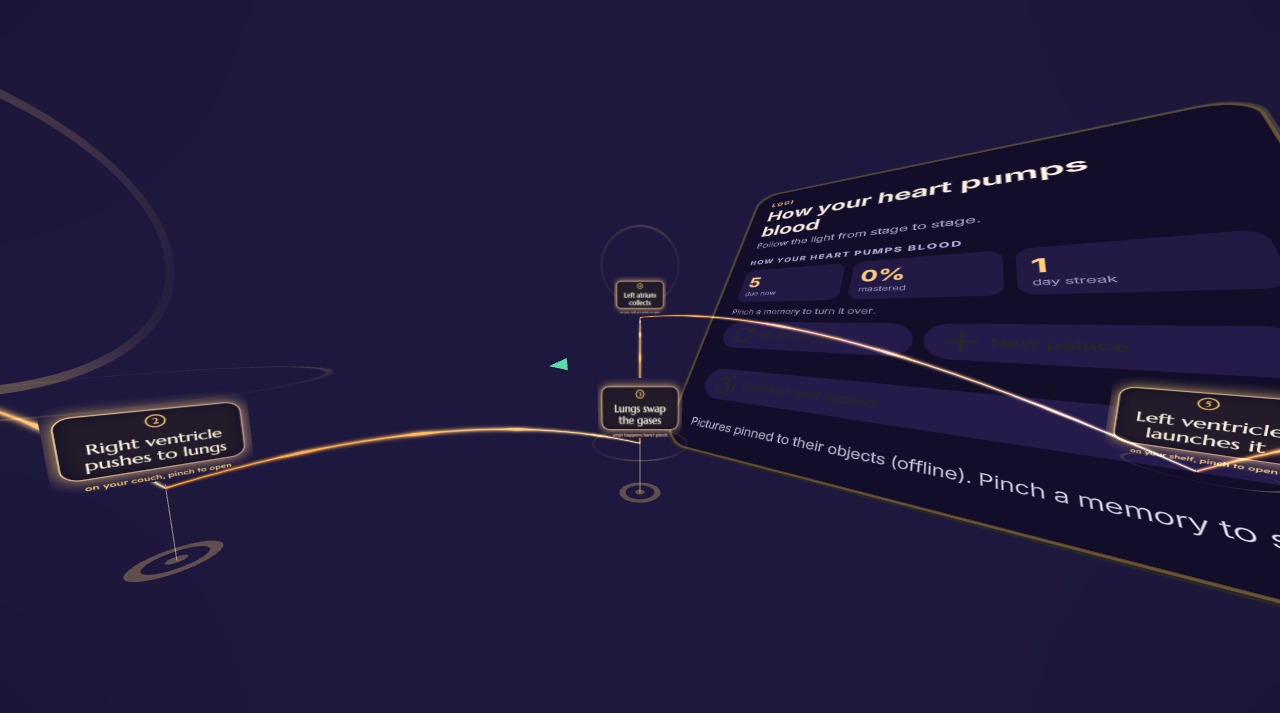 LOCI
How your heart pumps
blood
Follow the light from stage to stage.
HOW YOUR HEART PUMPS BLOOD
5
due now
0%
mastered
1
day streak
Pinch a memory to turn it over.
New palace
Pictures pinned to their objects (offline). Pinch a memory to s
2
Right ventricle
pushes to lungs
on your couch, pinch to open
Left atrium
collects
3
Lungs swap
the gases
5
Left ventricle
launches it
on your shelf, pinch to open